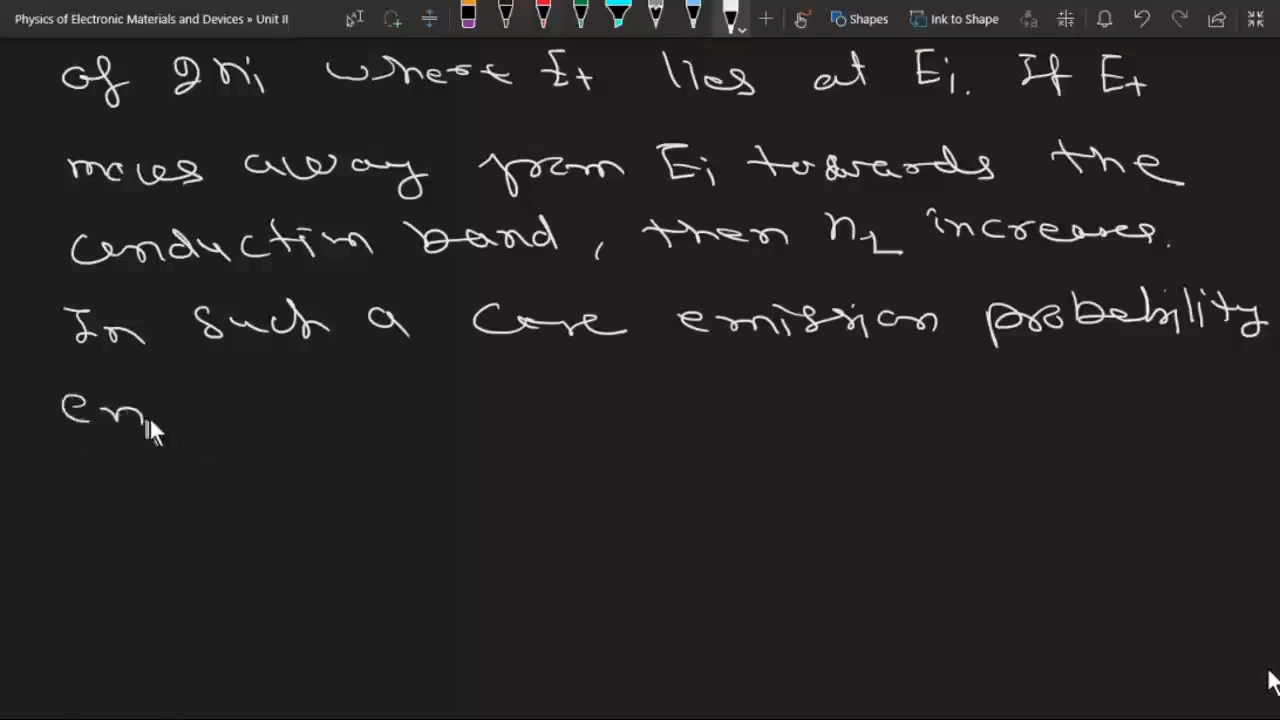 Physics of Electronic Materials and Devices » Unit II
Shapes
Ink to Shape
of 2ni where Et lies at Ei. If Et
moves away from Ei towards the
conduction band, then n1 increases.
In such a case emission probability
en